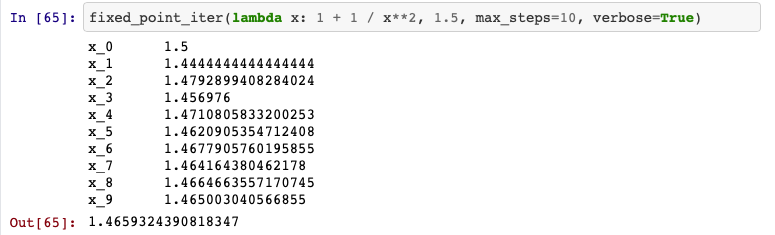 In [65]: fixed_point_iter(lambda x: 1 + 1 / x**2, 1.5, max_steps=10, verbose=True)
x_0 1.5
x_1 1.4444444444444444
x_2 1.4792899408284024
x_3 1.456976
x_4 1.4710805833200253
x_5 1.4620905354712408
x_6 1.4677905760195855
x_7 1.464164380462178
x_8 1.4664663557170745
x_9 1.465003040566855
Out[65]: 1.4659324390818347